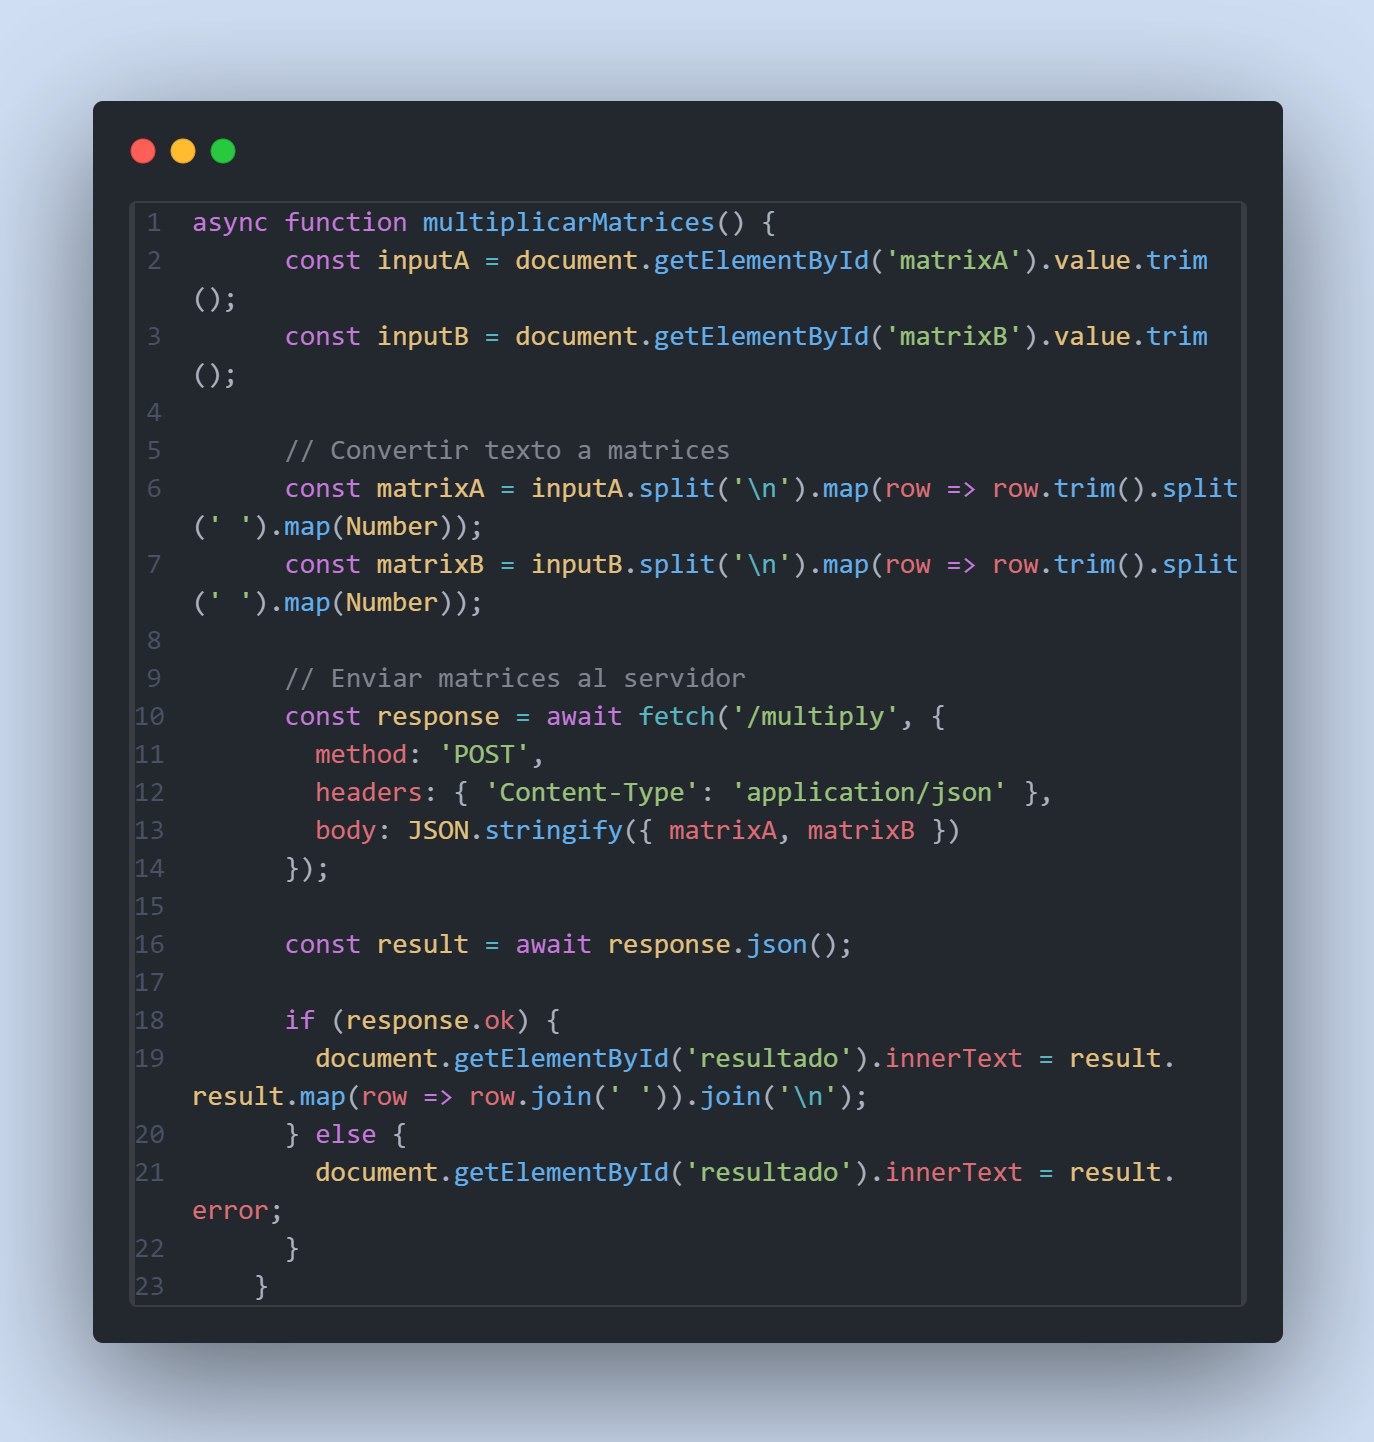 1 async function multiplicarMatrices() {
2       const inputA = document.getElementById('matrixA').value.trim
();
3       const inputB = document.getElementById('matrixB').value.trim
();
4
5       // Convertir texto a matrices
6       const matrixA = inputA.split('\n').map(row => row.trim().split
(' ').map(Number));
7       const matrixB = inputB.split('\n').map(row => row.trim().split
(' ').map(Number));
8
9       // Enviar matrices al servidor
10       const response = await fetch('/multiply', {
11         method: 'POST',
12         headers: { 'Content-Type': 'application/json' },
13         body: JSON.stringify({ matrixA, matrixB })
14       });
15
16       const result = await response.json();
17
18       if (response.ok) {
19         document.getElementById('resultado').innerText = result.
result.map(row => row.join(' ')).join('\n');
20       } else {
21         document.getElementById('resultado').innerText = result.
error;
22       }
23     }